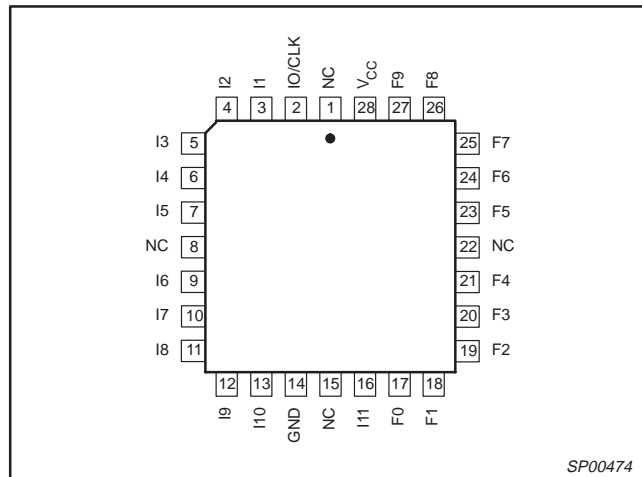 I2 I1 IO/CLK NC VCC F9 F8
4 3 2 1 28 27 26
I3 5 25 F7
I4 6 24 F6
I5 7 23 F5
NC 8 22 NC
I6 9 21 F4
I7 10 20 F3
I8 11 19 F2
12 13 14 15 16 17 18
I9 I10 GND NC I11 F0 F1
SP00474